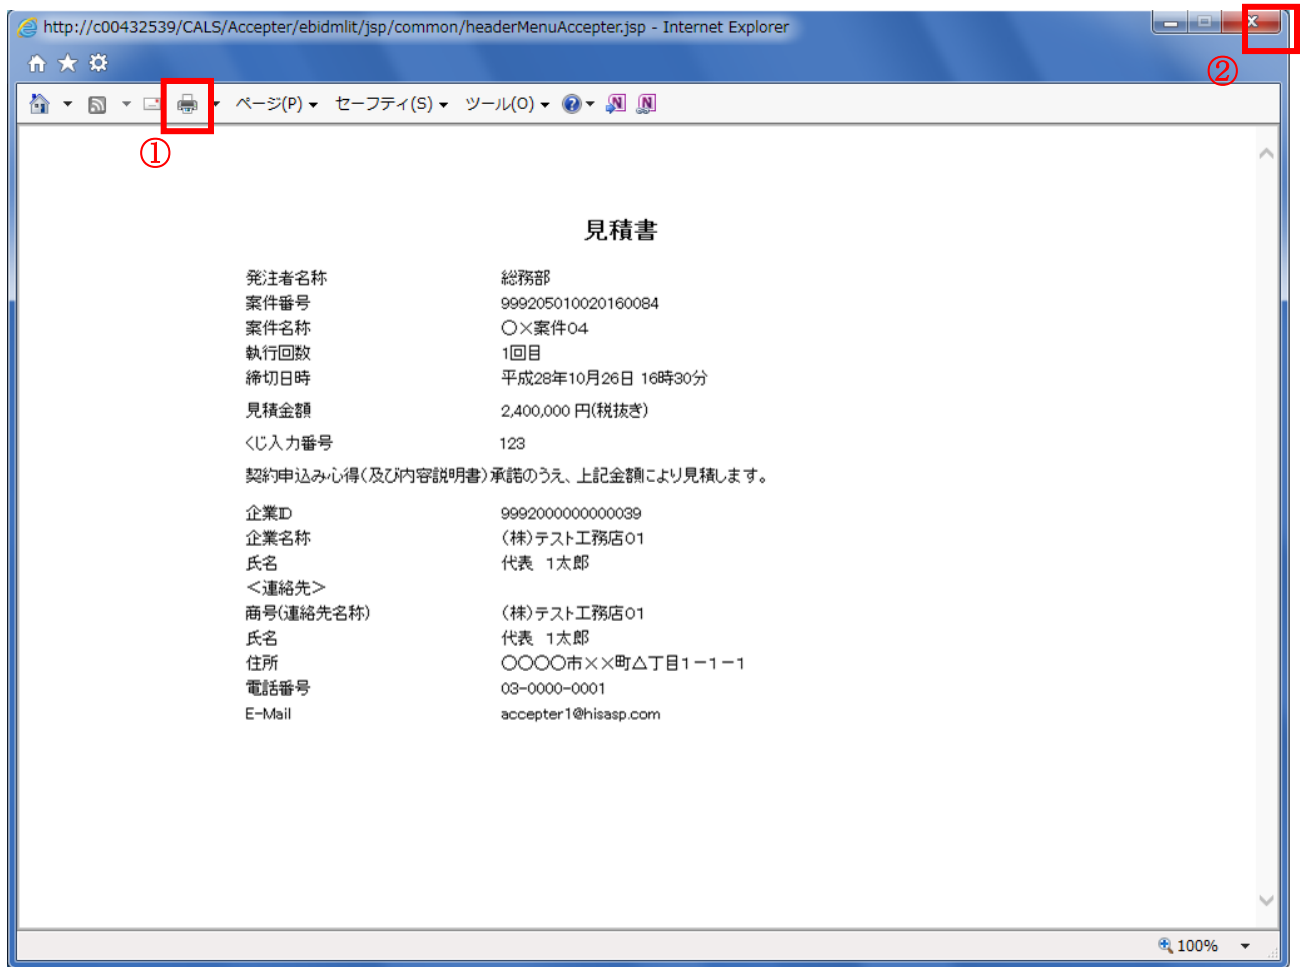 http://c00432539/CALS/Accepter/ebidmlit/jsp/common/headerMenuAccepter.jsp - Internet Explorer
②
ページ(P) セーフティ(S) ツール(O)
①
見積書
発注者名称 総務部
案件番号 999205010020160084
案件名称 〇×案件04
執行回数 1回目
締切日時 平成28年10月26日 16時30分
見積金額 2,400,000 円(税抜き)
くじ入力番号 123
契約申込み心得(及び内容説明書)承諾のうえ、上記金額により見積します。
企業ID 9992000000000039
企業名称 (株)テスト工務店01
氏名 代表 1太郎
<連絡先>
商号(連絡先名称) (株)テスト工務店01
氏名 代表 1太郎
住所 〇〇〇〇市××町△丁目1-1-1
電話番号 03-0000-0001
E-Mail accepter1@hisasp.com
100%